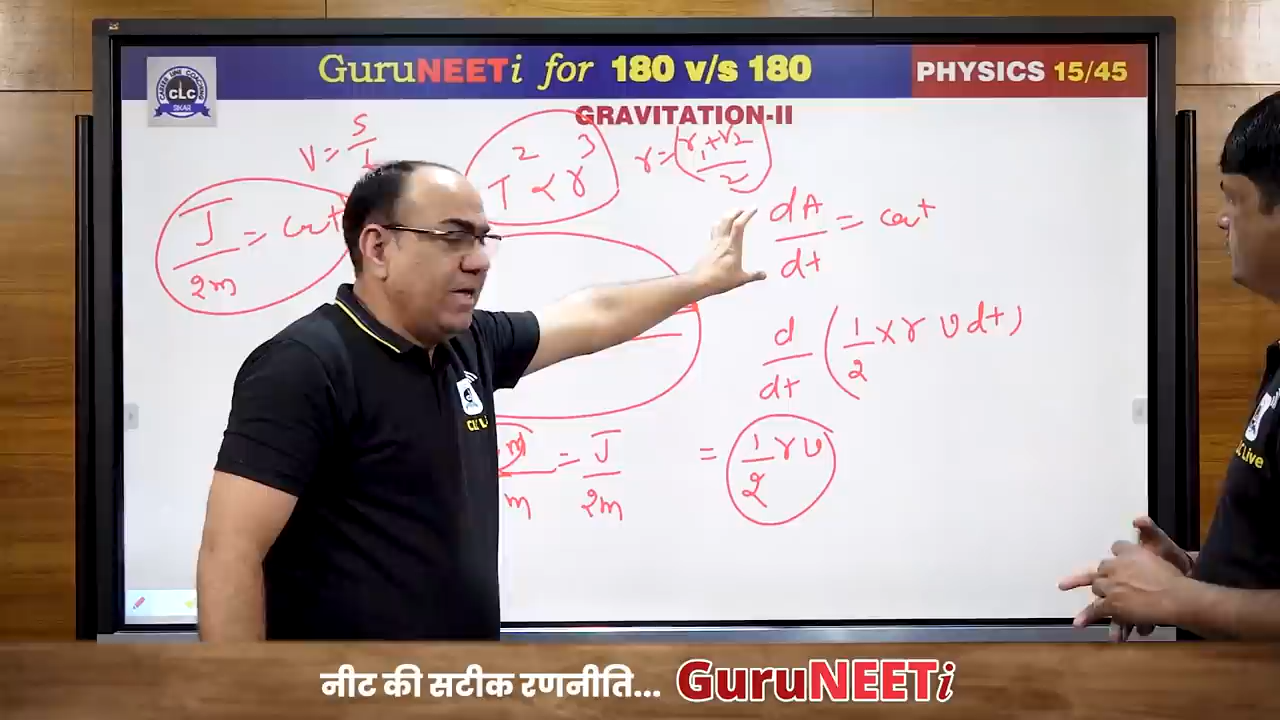 GuruNEETi for 180 v/s 180
PHYSICS 15/45
CLC
SIKAR
GRAVITATION-II
V = S/t
T² ∝ r³
r = (r₁+r₂)/2
J/2m = const
dA/dt = const
d/dt (1/2 × r v dt)
= 1/2 r v
m/m = J/2m
CLC Live
नीट की सटीक रणनीति... GuruNEETi